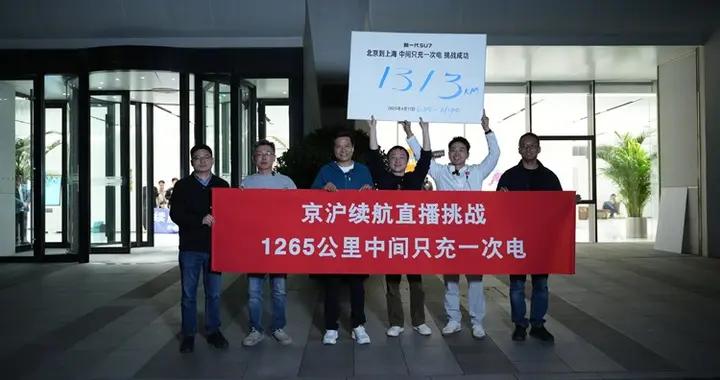 新一代SU7
北京到上海 中间只充一次电 挑战成功
1313KM
京沪续航直播挑战
1265公里中间只充一次电